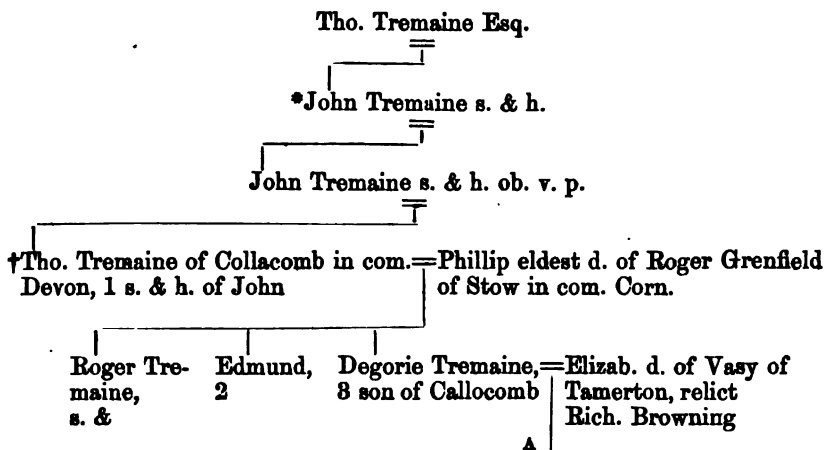 Tho. Tremaine Esq.
*John Tremaine s. & h.
John Tremaine s. & h. ob. v. p.
†Tho. Tremaine of Collacomb in com.=Phillip eldest d. of Roger Grenfield
Devon, 1 s. & h. of John
of Stow in com. Corn.
Roger Tre-
maine,
s. &
Edmund,
2
Degorie Tremaine,=Elizab. d. of Vasy of
3 son of Callocomb
Tamerton, relict
Rich. Browning
A